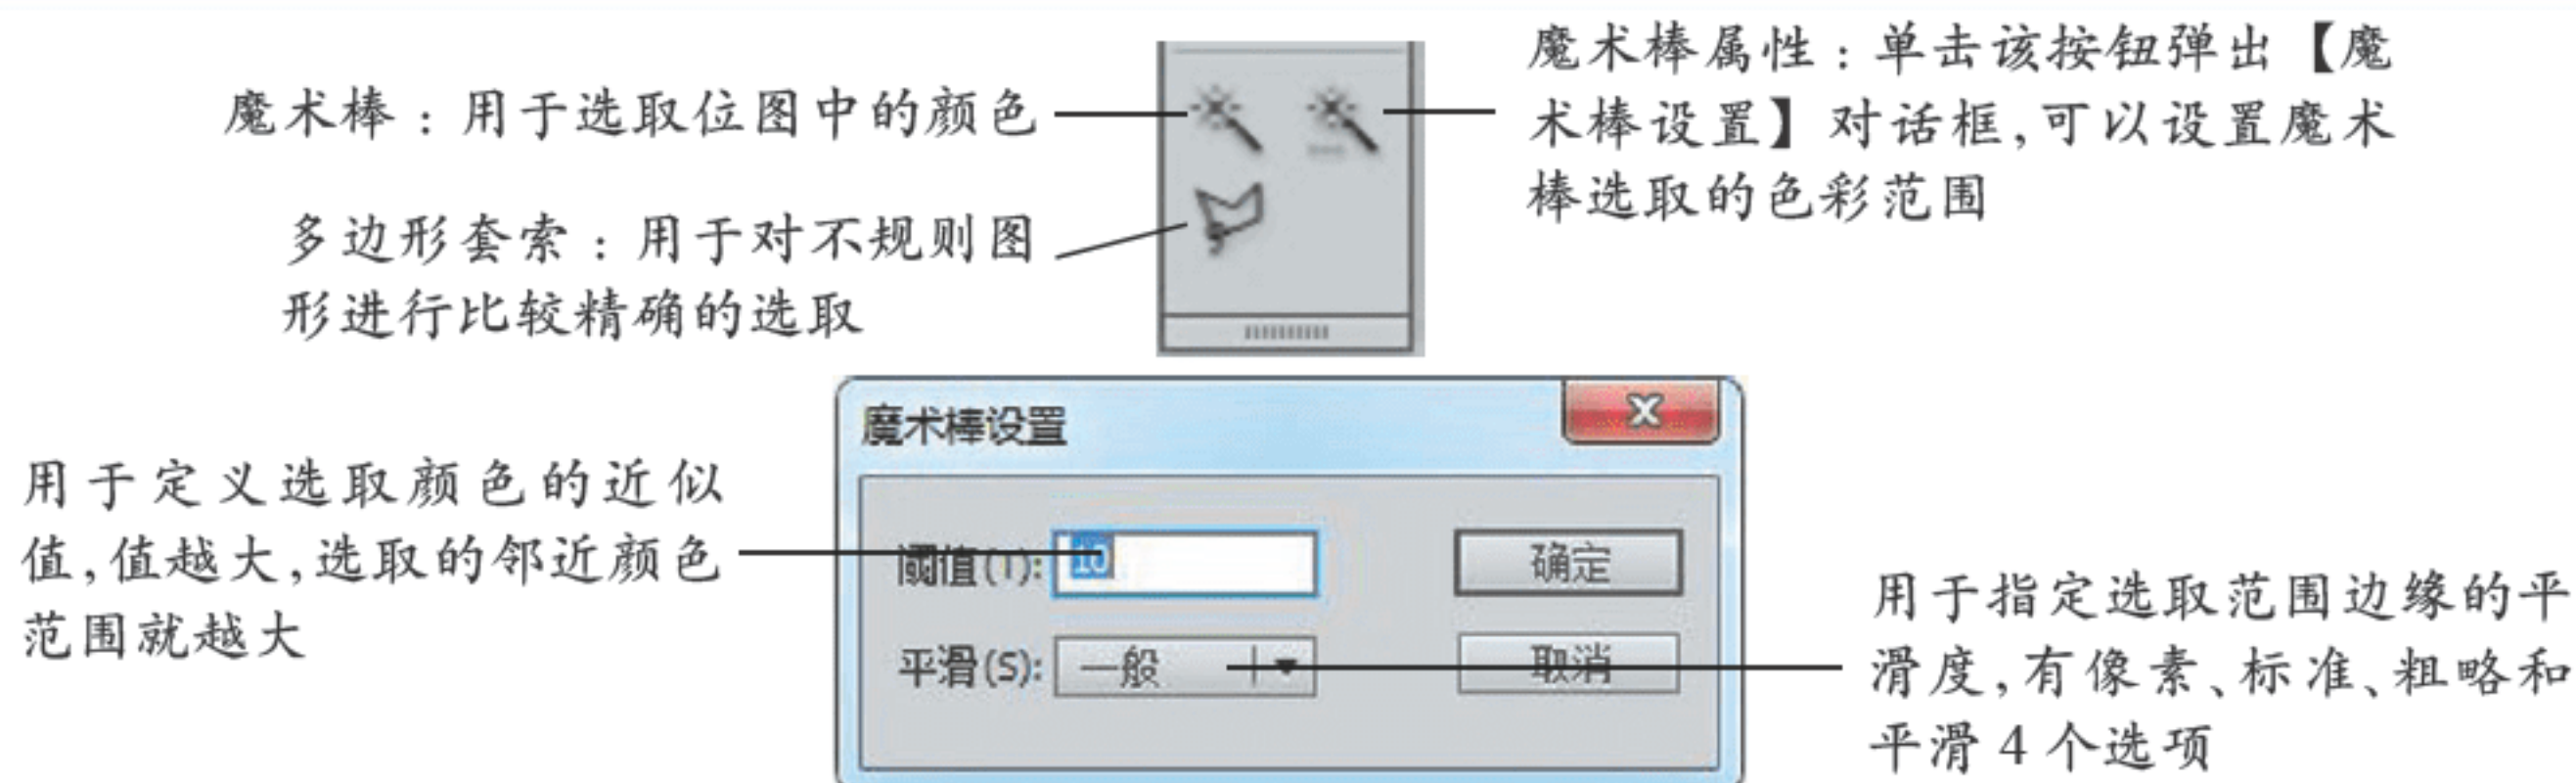 魔术棒：用于选取位图中的颜色
多边形套索：用于对不规则图
形进行比较精确的选取
魔术棒属性：单击该按钮弹出【魔
术棒设置】对话框,可以设置魔术
棒选取的色彩范围
用于定义选取颜色的近似
值,值越大,选取的邻近颜色
范围就越大
魔术棒设置
阈值(T): 10
确定
平滑(S): 一般
取消
用于指定选取范围边缘的平
滑度,有像素、标准、粗略和
平滑4个选项